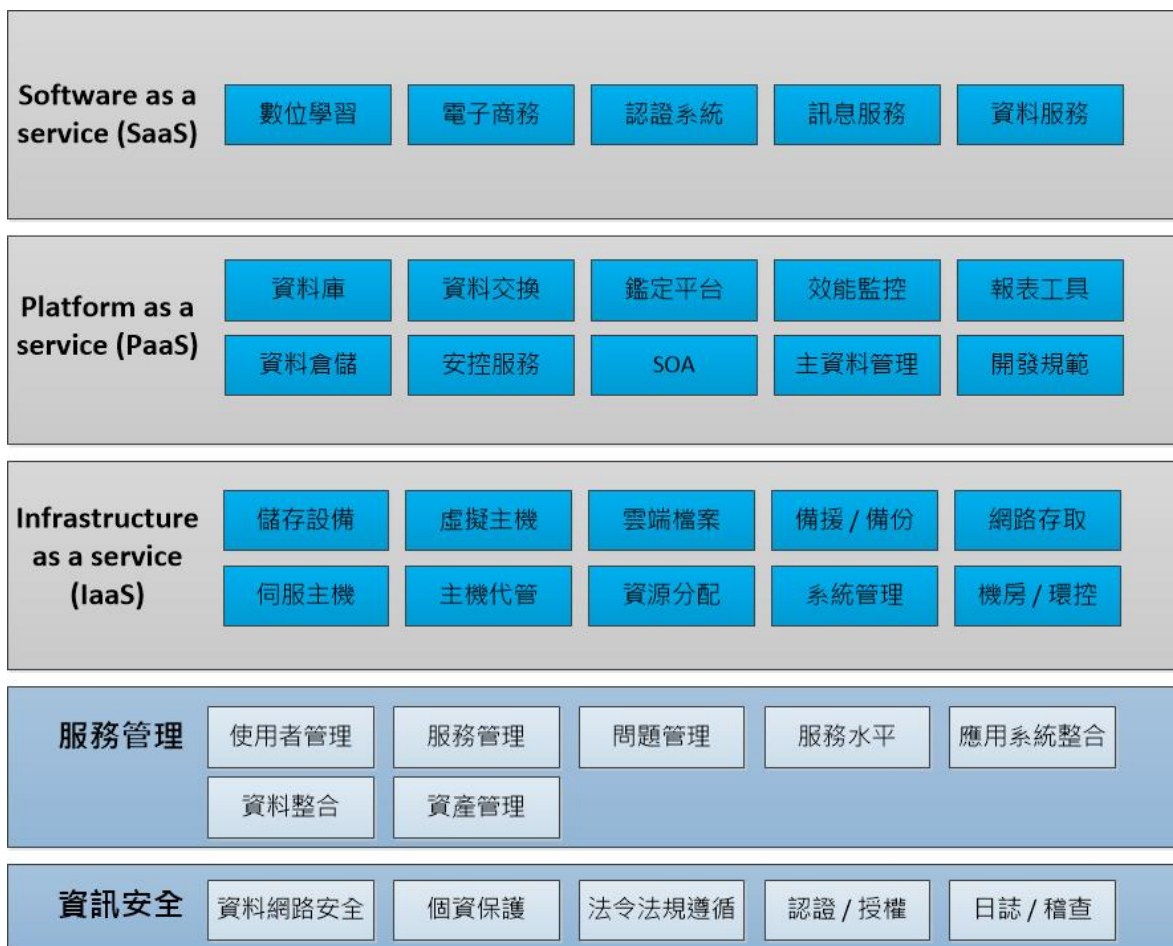 Software as a
service (SaaS)
數位學習 電子商務 認證系統 訊息服務 資料服務
Platform as a
service (PaaS)
資料庫 資料交換 鑑定平台 效能監控 報表工具
資料倉儲 安控服務 SOA 主資料管理 開發規範
Infrastructure
as a service
(IaaS)
儲存設備 虛擬主機 雲端檔案 備援 / 備份 網路存取
伺服主機 主機代管 資源分配 系統管理 機房 / 環控
服務管理
使用者管理 服務管理 問題管理 服務水平 應用系統整合
資料整合 資產管理
資訊安全
資料網路安全 個資保護 法令法規遵循 認證 / 授權 日誌 / 稽查